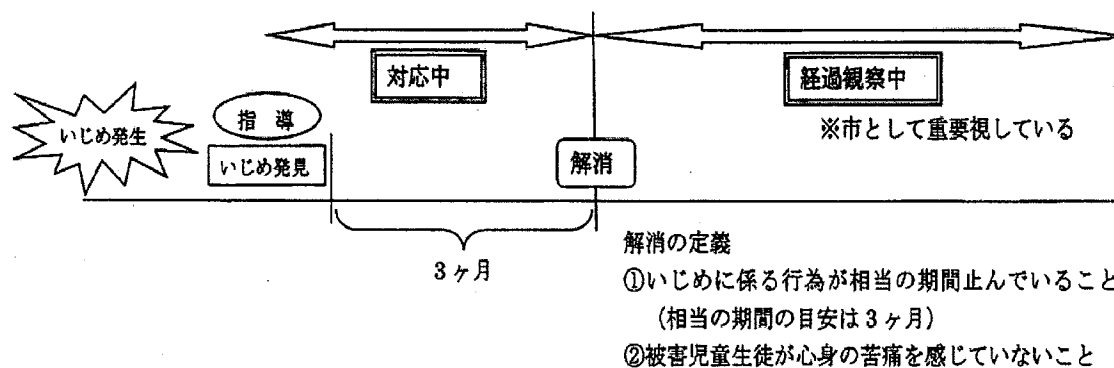 対応中
経過観察中
※市として重要視している
いじめ発生
指 導
いじめ発見
解消
3ヶ月
解消の定義
①いじめに係る行為が相当の期間止んでいること
(相当の期間の目安は3ヶ月)
②被害児童生徒が心身の苦痛を感じていないこと